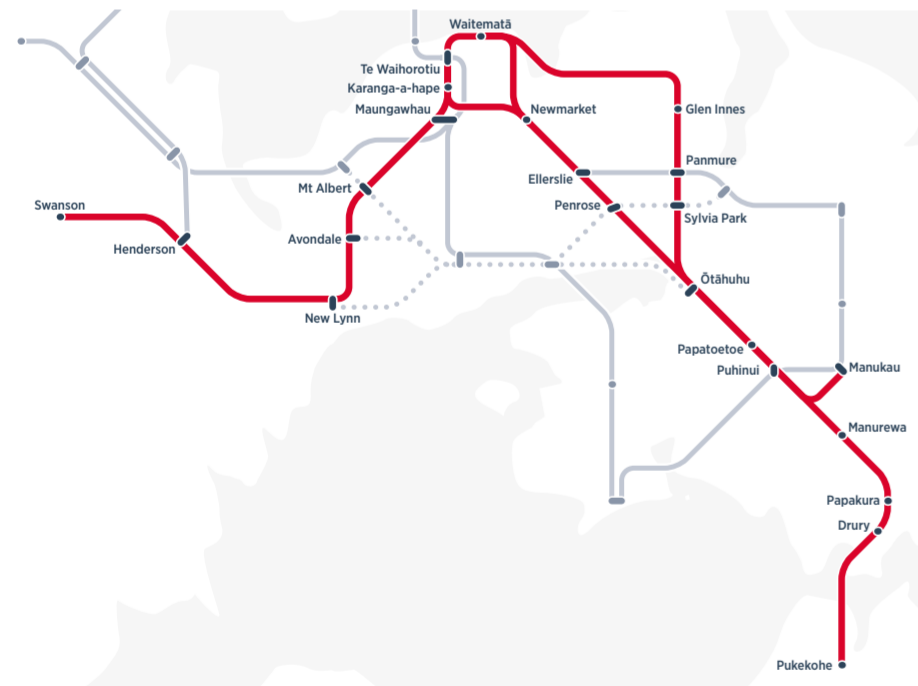 Waitematā
Te Waihorotiu
Karanga-a-hape
Maungawhau
Newmarket
Glen Innes
Panmure
Ellerslie
Mt Albert
Penrose
Swanson
Sylvia Park
Avondale
Henderson
Ōtāhuhu
New Lynn
Papatoetoe
Puhinui
Manukau
Manurewa
Papakura
Drury
Pukekohe